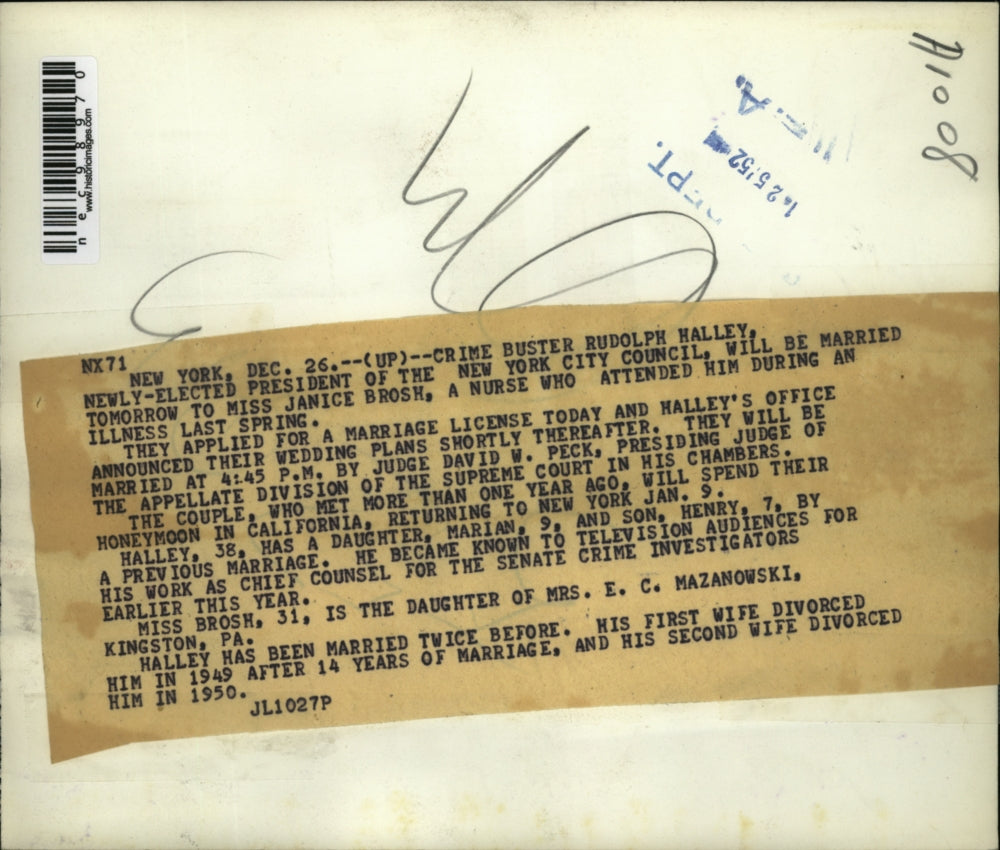 n e c 9 8 9 7 0
www.historicimages.com
A1008
N.E.A.
1.25.'52
DEPT.
NX71
NEW YORK, DEC. 26.--(UP)--CRIME BUSTER RUDOLPH HALLEY,
NEWLY-ELECTED PRESIDENT OF THE NEW YORK CITY COUNCIL, WILL BE MARRIED
TOMORROW TO MISS JANICE BROSH, A NURSE WHO ATTENDED HIM DURING AN
ILLNESS LAST SPRING.
THEY APPLIED FOR A MARRIAGE LICENSE TODAY AND HALLEY'S OFFICE
ANNOUNCED THEIR WEDDING PLANS SHORTLY THEREAFTER. THEY WILL BE
MARRIED AT 4:45 P.M. BY JUDGE DAVID W. PECK, PRESIDING JUDGE OF
THE APPELLATE DIVISION OF THE SUPREME COURT IN HIS CHAMBERS.
THE COUPLE, WHO MET MORE THAN ONE YEAR AGO, WILL SPEND THEIR
HONEYMOON IN CALIFORNIA, RETURNING TO NEW YORK JAN. 9.
HALLEY, 38, HAS A DAUGHTER, MARIAN, 9, AND SON, HENRY, 7, BY
A PREVIOUS MARRIAGE. HE BECAME KNOWN TO TELEVISION AUDIENCES FOR
HIS WORK AS CHIEF COUNSEL FOR THE SENATE CRIME INVESTIGATORS
EARLIER THIS YEAR.
MISS BROSH, 31, IS THE DAUGHTER OF MRS. E. C. MAZANOWSKI,
KINGSTON, PA.
HALLEY HAS BEEN MARRIED TWICE BEFORE. HIS FIRST WIFE DIVORCED
HIM IN 1949 AFTER 14 YEARS OF MARRIAGE, AND HIS SECOND WIFE DIVORCED
HIM IN 1950.
JL1027P